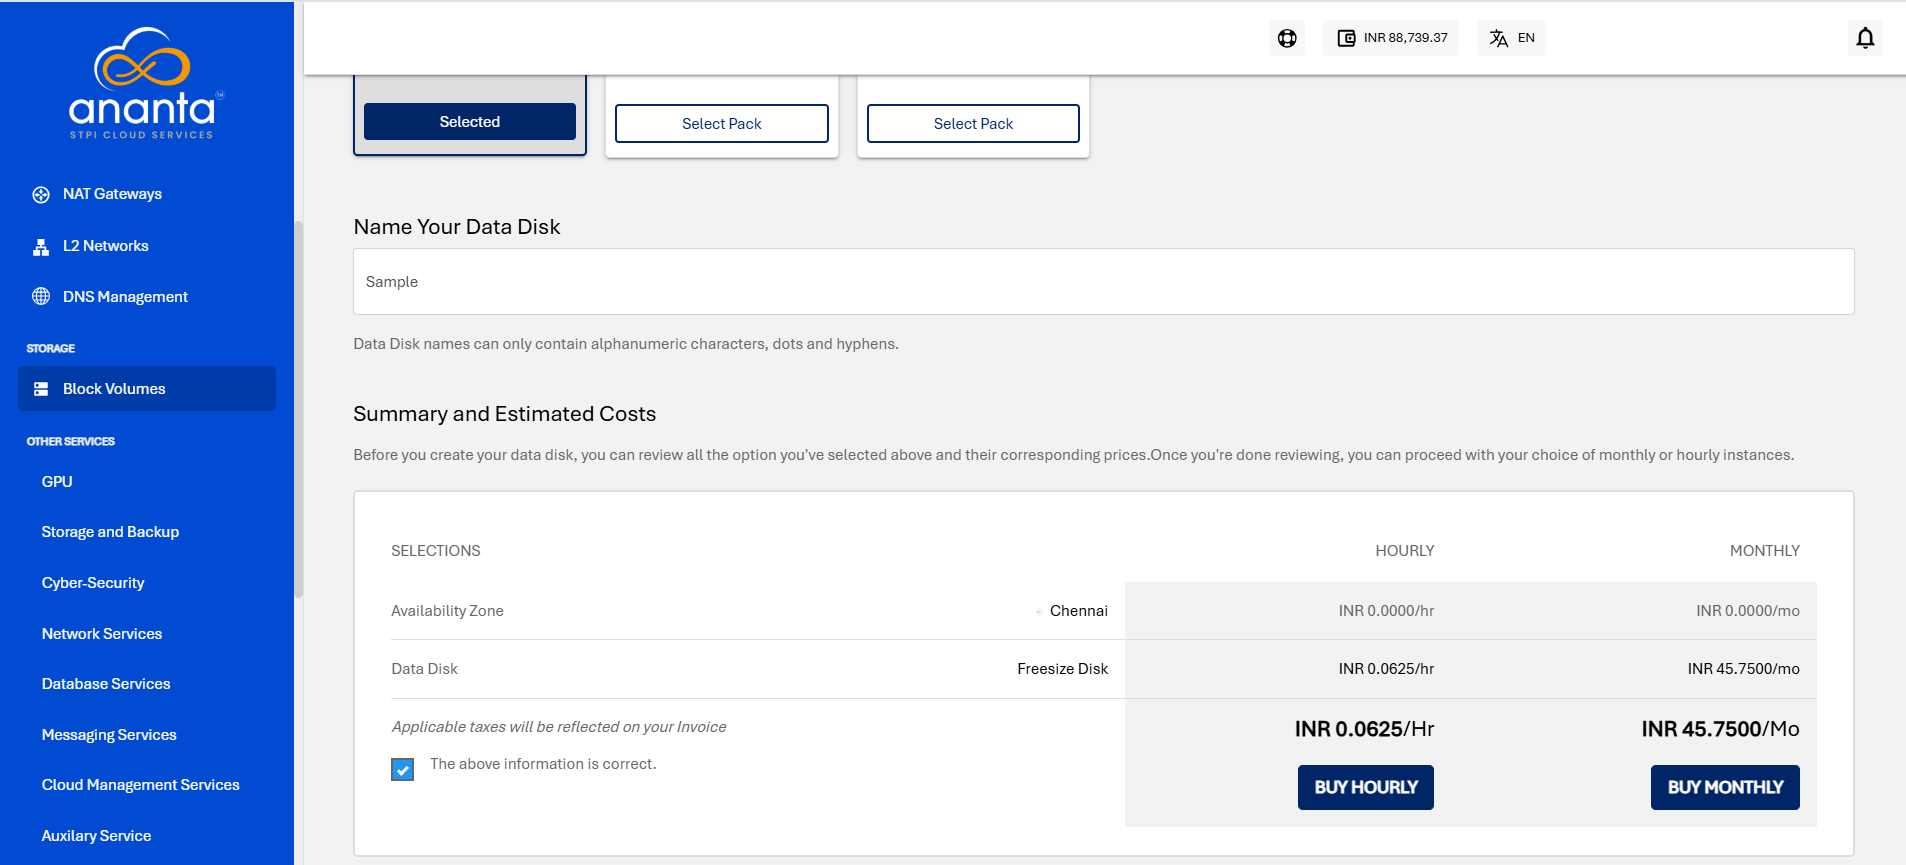 ananta
TM
STPI CLOUD SERVICES
NAT Gateways
L2 Networks
DNS Management
STORAGE
Block Volumes
OTHER SERVICES
GPU
Storage and Backup
Cyber-Security
Network Services
Database Services
Messaging Services
Cloud Management Services
Auxilary Service
INR 88,739.37
EN
Selected
Select Pack
Select Pack
Name Your Data Disk
Sample
Data Disk names can only contain alphanumeric characters, dots and hyphens.
Summary and Estimated Costs
Before you create your data disk, you can review all the option you've selected above and their corresponding prices.Once you're done reviewing, you can proceed with your choice of monthly or hourly instances.
SELECTIONS HOURLY MONTHLY
Availability Zone Chennai INR 0.0000/hr INR 0.0000/mo
Data Disk Freesize Disk INR 0.0625/hr INR 45.7500/mo
Applicable taxes will be reflected on your Invoice INR 0.0625/Hr INR 45.7500/Mo
The above information is correct.
BUY HOURLY BUY MONTHLY